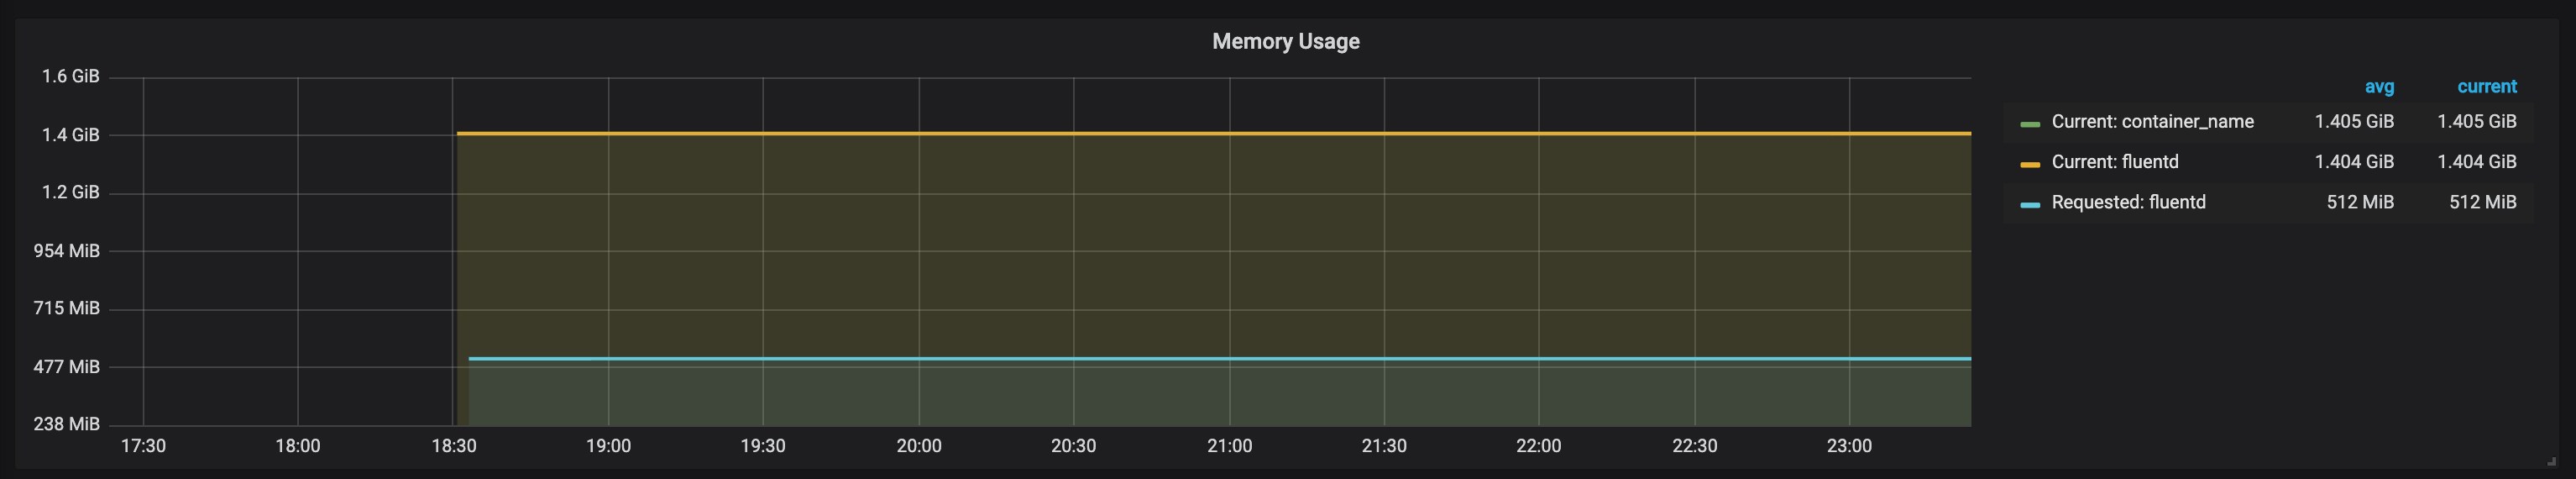 Memory Usage
1.6 GiB
1.4 GiB
1.2 GiB
954 MiB
715 MiB
477 MiB
238 MiB
17:30 18:00 18:30 19:00 19:30 20:00 20:30 21:00 21:30 22:00 22:30 23:00
avg current
Current: container_name 1.405 GiB 1.405 GiB
Current: fluentd 1.404 GiB 1.404 GiB
Requested: fluentd 512 MiB 512 MiB